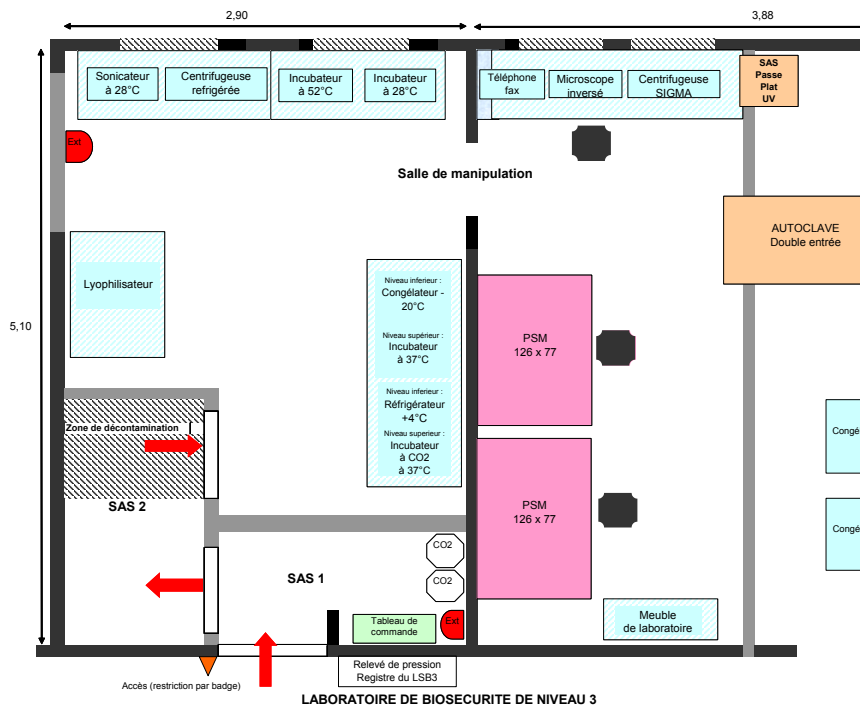 2,90
3,88
Sonicateur
à 28°C
Centrifugeuse
refrigérée
Incubateur
à 52°C
Incubateur
à 28°C
Téléphone
fax
Microscope
inversé
Centrifugeuse
SIGMA
SAS
Passe
Plat
UV
Ext
Salle de manipulation
AUTOCLAVE
Double entrée
Lyophilisateur
Niveau inferieur :
Congélateur -
20°C
Niveau supérieur :
Incubateur
à 37°C
Niveau inferieur :
Réfrigérateur
+4°C
Niveau superieur :
Incubateur
à CO2
à 37°C
5,10
PSM
126 x 77
Zone de décontamination
SAS 2
Congé
PSM
126 x 77
Congé
CO2
CO2
SAS 1
Tableau de
commande
Ext
Meuble
de laboratoire
Relevé de pression
Registre du LSB3
Accès (restriction par badge)
LABORATOIRE DE BIOSECURITE DE NIVEAU 3